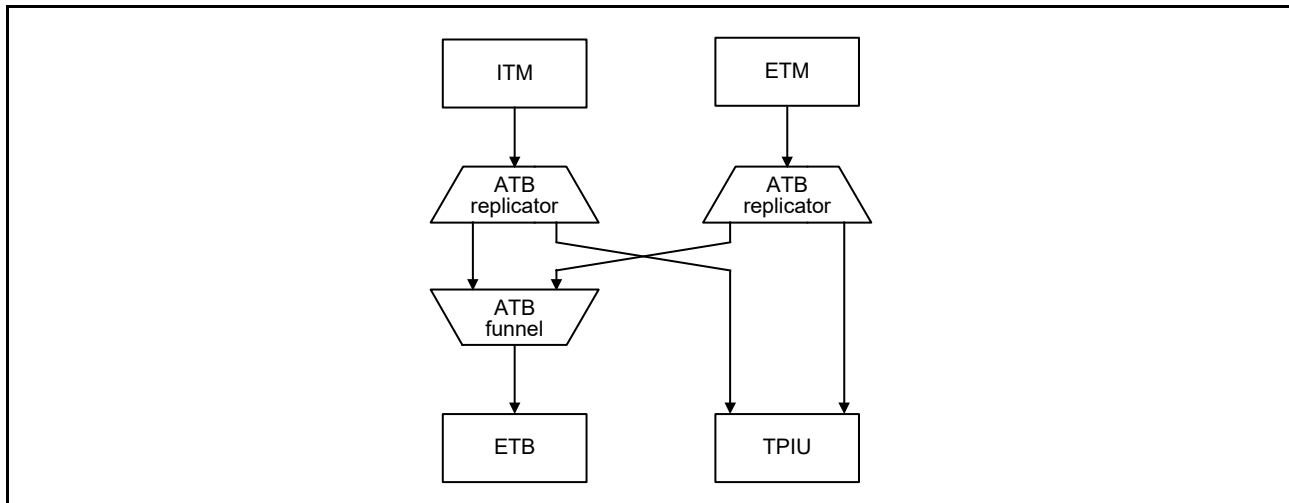 ITM
ETM
ATB
replicator
ATB
replicator
ATB
funnel
ETB
TPIU